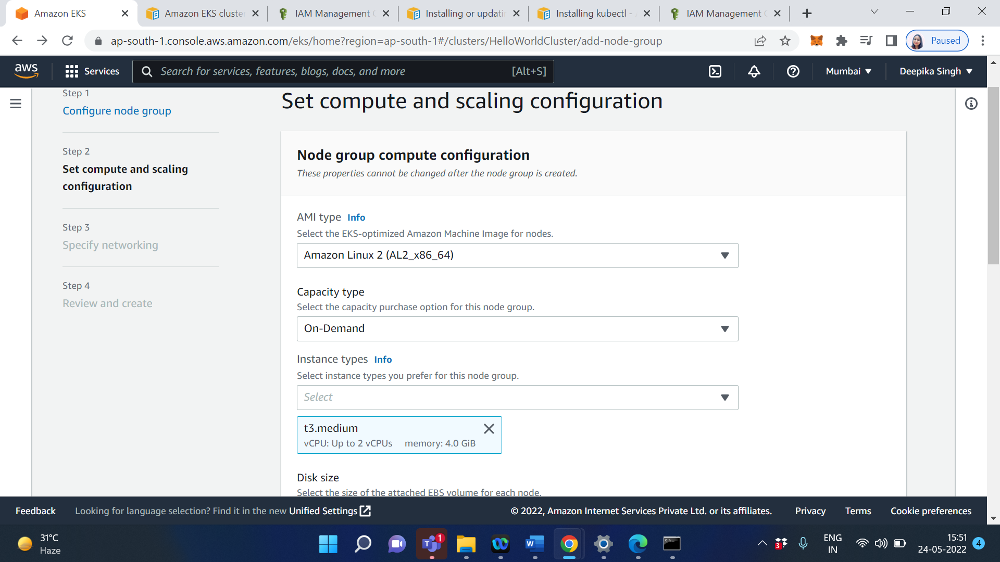 Amazon EKS
Amazon EKS cluster
IAM Management C
Installing or updatin
Installing kubectl -
IAM Management C
ap-south-1.console.aws.amazon.com/eks/home?region=ap-south-1#/clusters/HelloWorldCluster/add-node-group
Paused
aws
Services
Search for services, features, blogs, docs, and more
[Alt+S]
Mumbai
Deepika Singh
Step 1
Configure node group
Step 2
Set compute and scaling
configuration
Step 3
Specify networking
Step 4
Review and create
Set compute and scaling configuration
Node group compute configuration
These properties cannot be changed after the node group is created.
AMI type Info
Select the EKS-optimized Amazon Machine Image for nodes.
Amazon Linux 2 (AL2_x86_64)
Capacity type
Select the capacity purchase option for this node group.
On-Demand
Instance types Info
Select instance types you prefer for this node group.
Select
t3.medium
vCPU: Up to 2 vCPUs memory: 4.0 GiB
Disk size
Select the size of the attached EBS volume for each node.
Feedback
Looking for language selection? Find it in the new Unified Settings
© 2022, Amazon Internet Services Private Ltd. or its affiliates.
Privacy
Terms
Cookie preferences
31°C
Haze
1
3
ENG
IN
15:51
24-05-2022
4